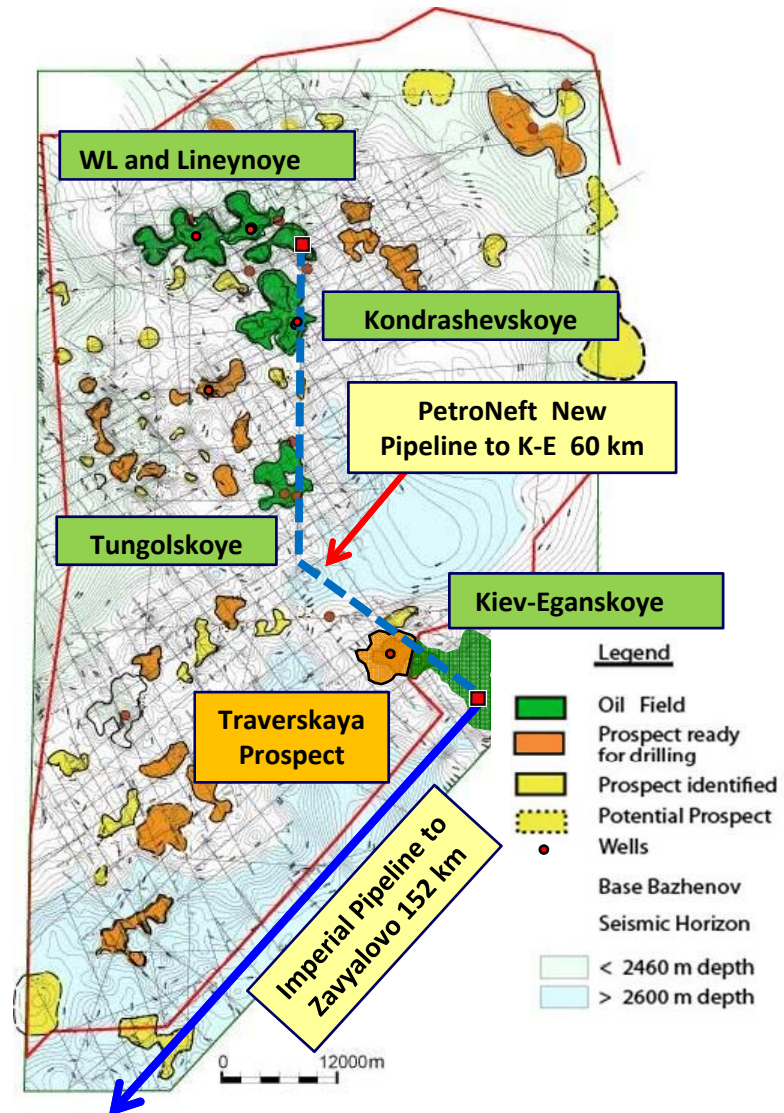 WL and Lineynoye
Kondrashevskoye
PetroNeft New
Pipeline to K-E 60 km
Tungolskoye
Kiev-Eganskoye
Traverskaya
Prospect
Imperial Pipeline to
Zavyalovo 152 km
Legend
Oil Field
Prospect ready
for drilling
Prospect identified
Potential Prospect
Wells
Base Bazhenov
Seismic Horizon
< 2460 m depth
> 2600 m depth
0 12000m